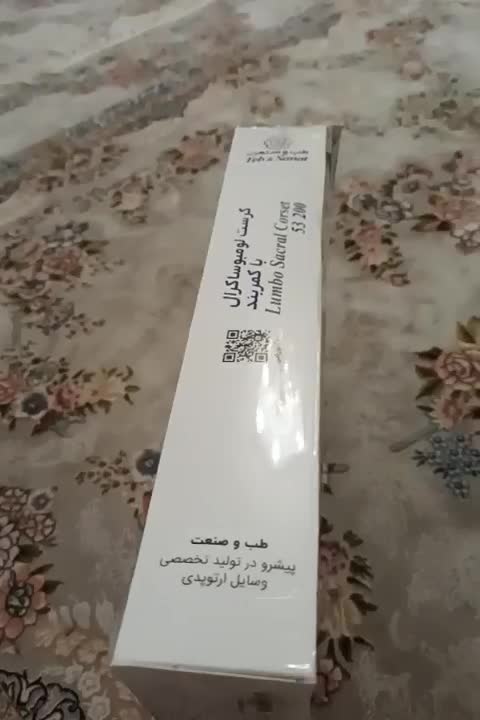 طب و صنعت
Teb & Sanat
کرست لومبوساکرال
با کمربند
Lumbo Sacral Corset
53 200
طب و صنعت
پیشرو در تولید تخصصی
وسایل ارتوپدی